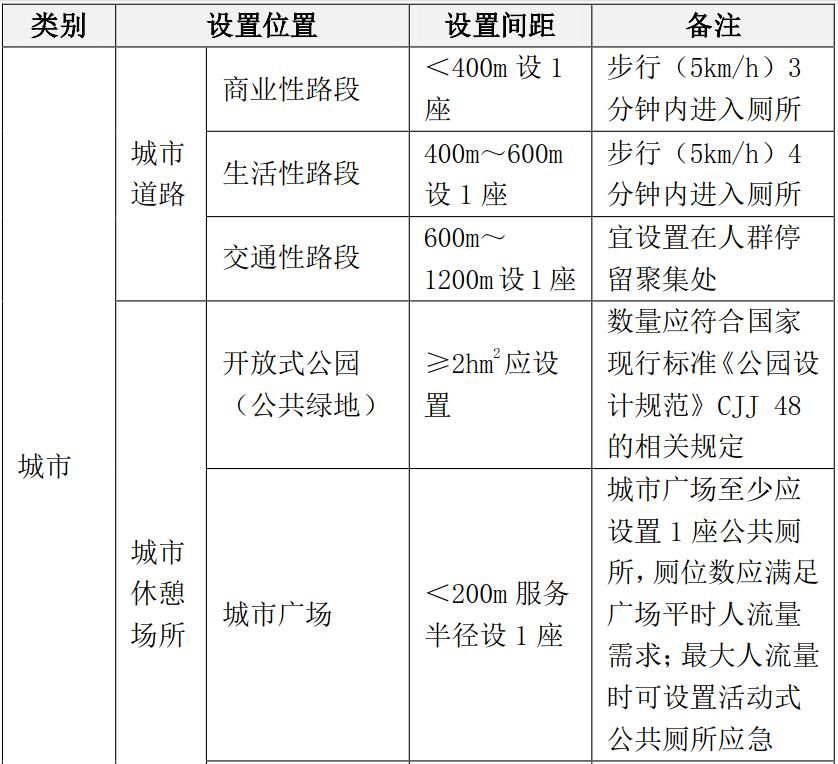 类别
设置位置
设置间距
备注
城市
城市
道路
商业性路段
＜400m 设 1
座
步行（5km/h）3
分钟内进入厕所
生活性路段
400m～600m
设 1 座
步行（5km/h）4
分钟内进入厕所
交通性路段
600m～
1200m 设 1 座
宜设置在人群停
留聚集处
城市
休憩
场所
开放式公园
（公共绿地）
≥2hm²应设
置
数量应符合国家
现行标准《公园设
计规范》CJJ 48
的相关规定
城市广场
＜200m 服务
半径设 1 座
城市广场至少应
设置 1 座公共厕
所，厕位数应满足
广场平时人流量
需求；最大人流量
时可设置活动式
公共厕所应急